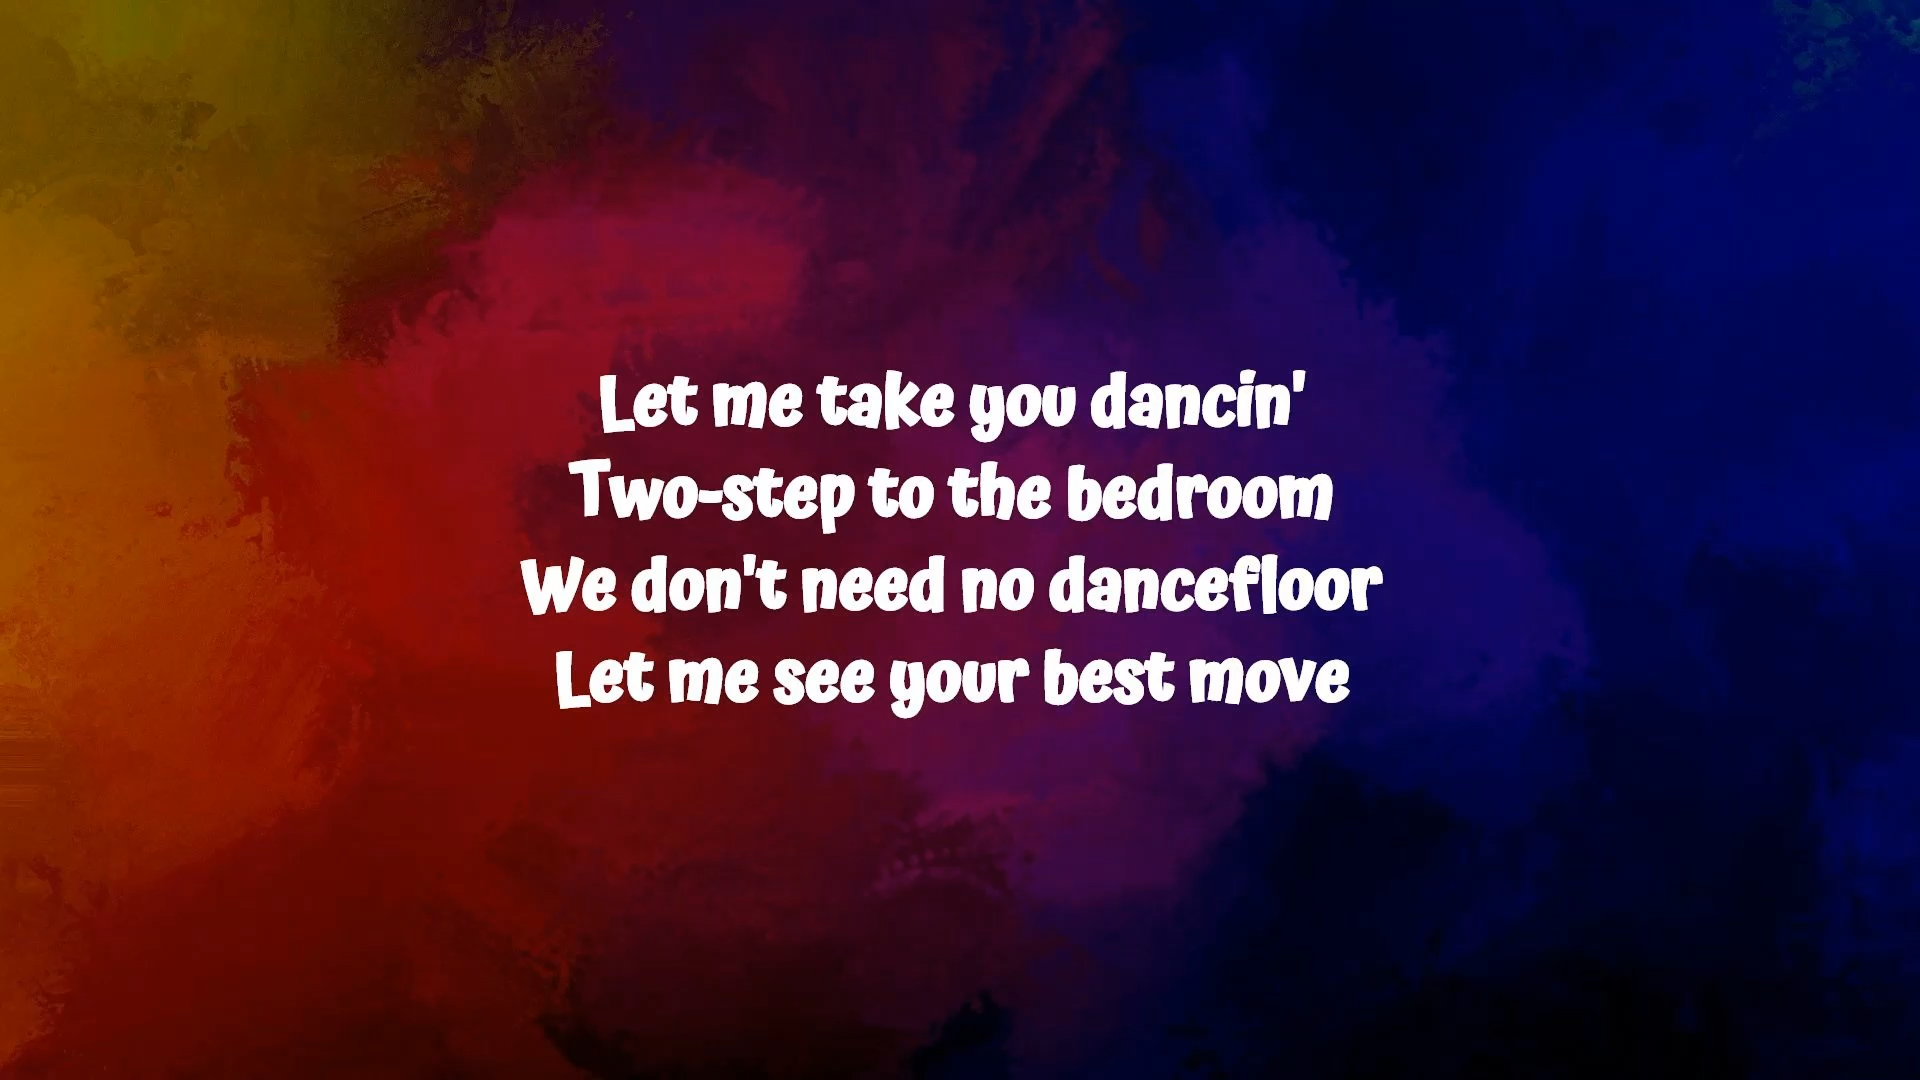 Let me take you dancin'
Two-step to the bedroom
We don't need no dancefloor
Let me see your best move